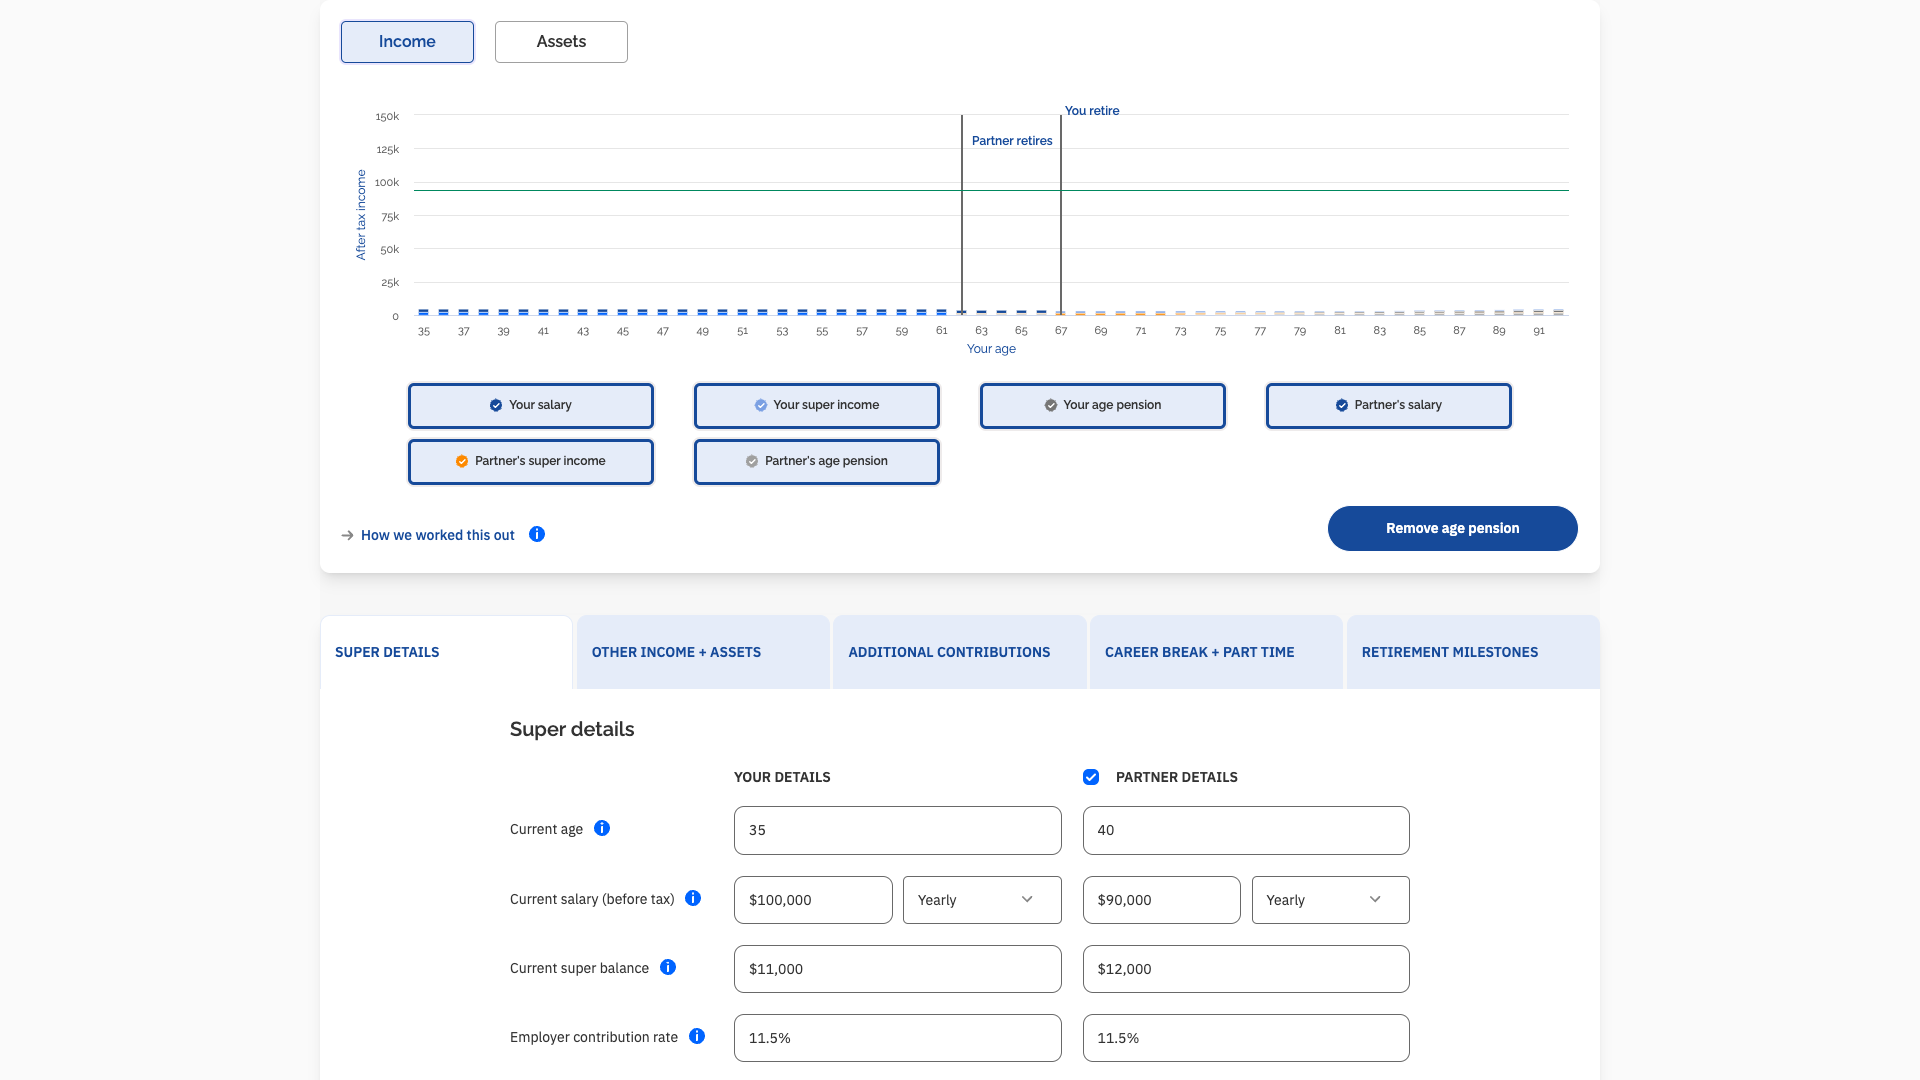 Income
Assets
You retire
Partner retires
150k
125k
100k
75k
50k
25k
0
After tax income
35 37 39 41 43 45 47 49 51 53 55 57 59 61 63 65 67 69 71 73 75 77 79 81 83 85 87 89 91
Your age
Your salary
Your super income
Your age pension
Partner's salary
Partner's super income
Partner's age pension
How we worked this out
Remove age pension
SUPER DETAILS
OTHER INCOME + ASSETS
ADDITIONAL CONTRIBUTIONS
CAREER BREAK + PART TIME
RETIREMENT MILESTONES
Super details
YOUR DETAILS
PARTNER DETAILS
Current age
35
40
Current salary (before tax)
$100,000
Yearly
$90,000
Yearly
Current super balance
$11,000
$12,000
Employer contribution rate
11.5%
11.5%